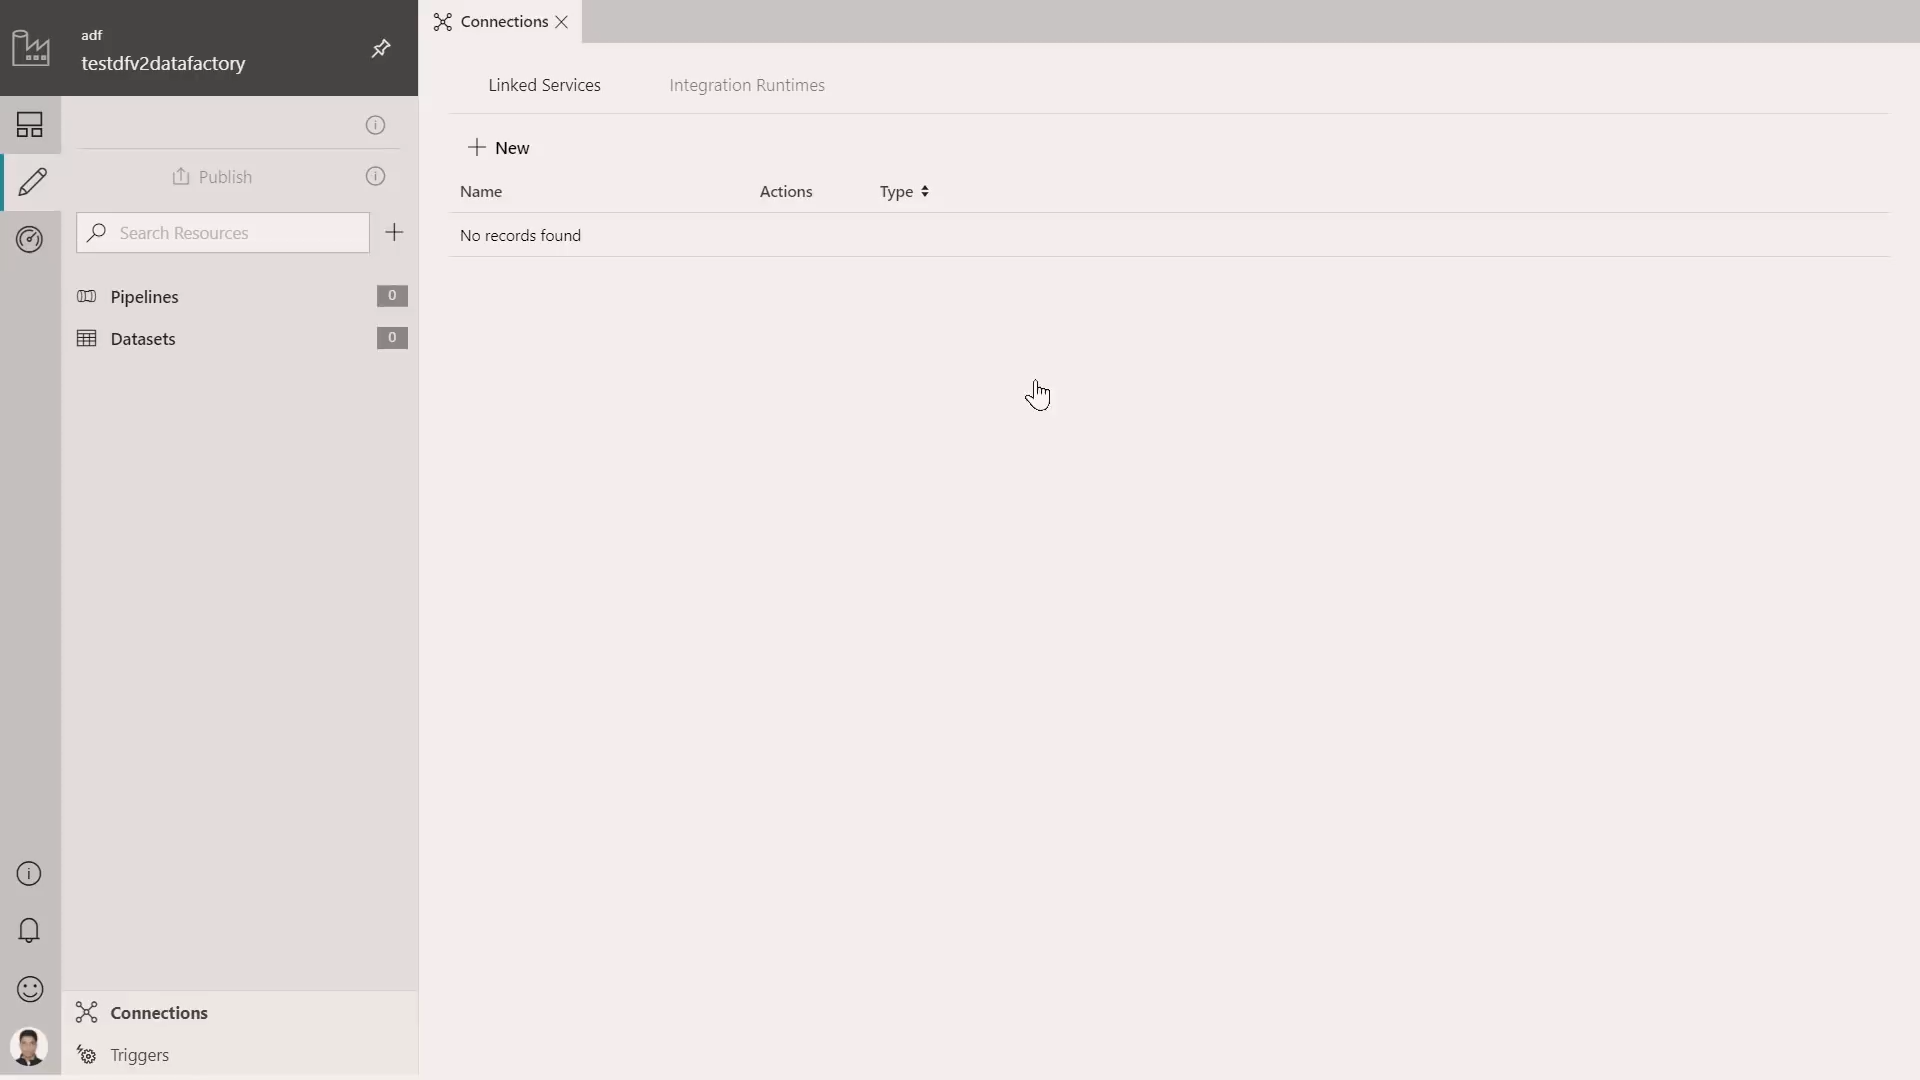 adf
testdfv2datafactory
Publish
Search Resources
Pipelines 0
Datasets 0
Connections
Triggers
Connections
Linked Services Integration Runtimes
New
Name Actions Type
No records found